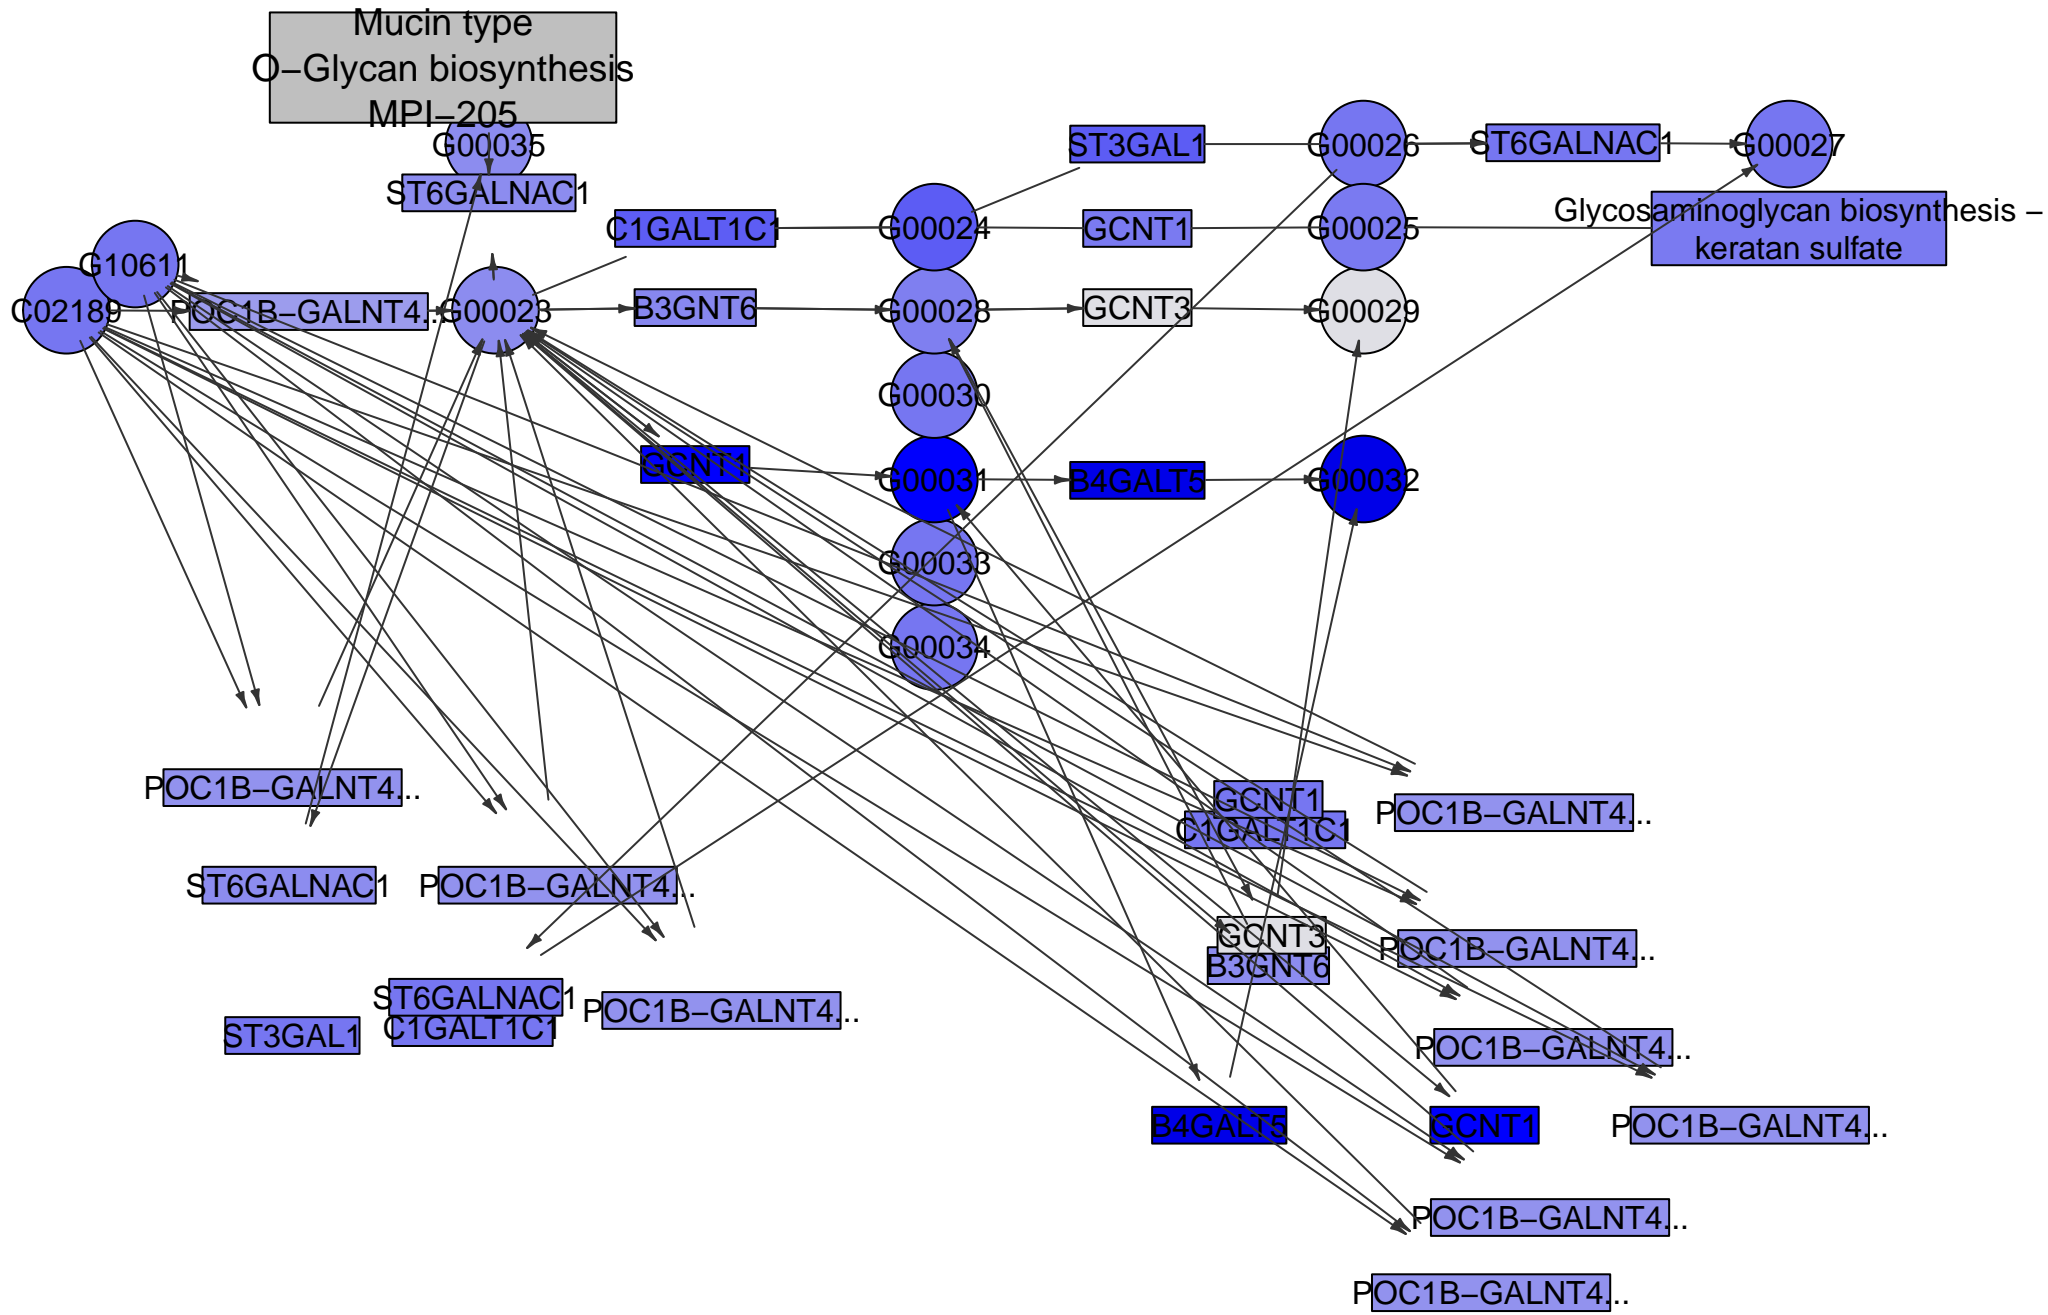 Mucin type
O−Glycan biosynthesis
MPI−205
G00035
ST3GAL1
G00026
ST6GALNAC1
G00027
ST6GALNAC1
Glycosaminoglycan biosynthesis −
keratan sulfate
C1GALT1C1
G00024
GCNT1
G00025
G10611
C02189
POC1B−GALNT4...
G00023
B3GNT6
G00028
GCNT3
G00029
G00030
GCNT1
G00031
B4GALT5
G00032
G00033
G00034
POC1B−GALNT4...
GCNT1
C1GALT1C1
POC1B−GALNT4...
ST6GALNAC1
POC1B−GALNT4...
GCNT3
B3GNT6
POC1B−GALNT4...
ST6GALNAC1
C1GALT1C1
ST3GAL1
POC1B−GALNT4...
POC1B−GALNT4...
B4GALT5
GCNT1
POC1B−GALNT4...
POC1B−GALNT4...
POC1B−GALNT4...